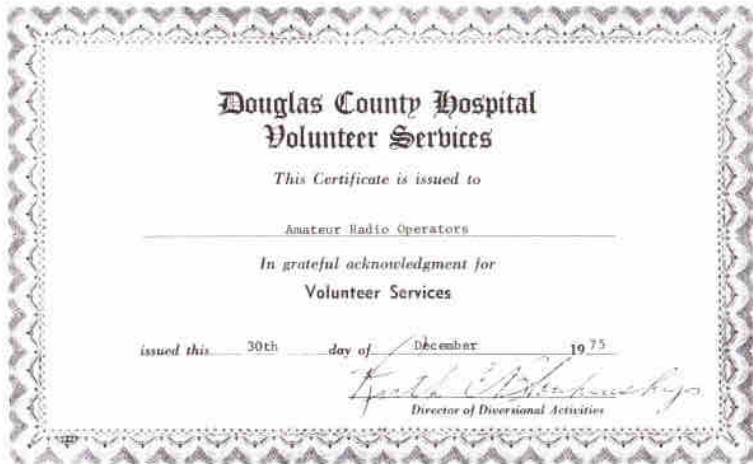 Douglas County Hospital
Volunteer Services
This Certificate is issued to
Amateur Radio Operators
In grateful acknowledgment for
Volunteer Services
issued this 30th day of December 1975
Director of Diversional Activities